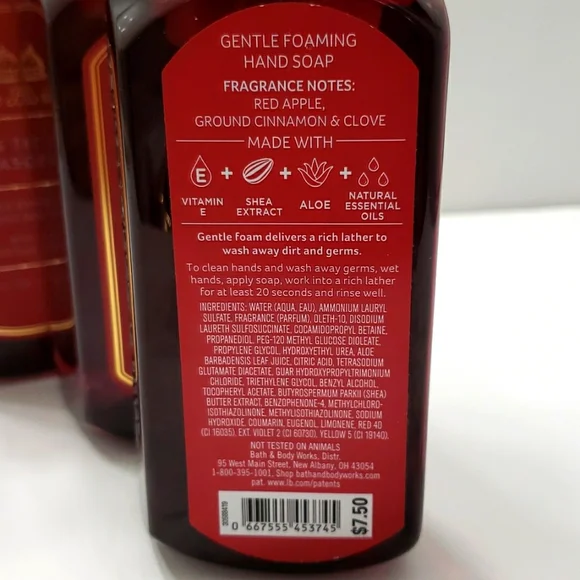 GENTLE FOAMING
HAND SOAP
FRAGRANCE NOTES:
RED APPLE,
GROUND CINNAMON & CLOVE
MADE WITH
E + + +
VITAMIN E
SHEA EXTRACT
ALOE
NATURAL ESSENTIAL OILS
Gentle foam delivers a rich lather to
wash away dirt and germs.
To clean hands and wash away germs, wet
hands, apply soap, work into a rich lather
for at least 20 seconds and rinse well.
INGREDIENTS: WATER (AQUA, EAU), AMMONIUM LAURYL
SULFATE, FRAGRANCE (PARFUM), OLETH-10, DISODIUM
LAURETH SULFOSUCCINATE, COCAMIDOPROPYL BETAINE,
PROPANEDIOL, PEG-120 METHYL GLUCOSE DIOLEATE,
PROPYLENE GLYCOL, HYDROXYETHYL UREA, ALOE
BARBADENSIS LEAF JUICE, CITRIC ACID, TETRASODIUM
GLUTAMATE DIACETATE, GUAR HYDROXYPROPYLTRIMONIUM
CHLORIDE, TRIETHYLENE GLYCOL, BENZYL ALCOHOL,
TOCOPHERYL ACETATE, BUTYROSPERMUM PARKII (SHEA)
BUTTER EXTRACT, BENZOPHENONE-4, METHYLCHLORO-
ISOTHIAZOLINONE, METHYLISOTHIAZOLINONE, SODIUM
HYDROXIDE, COUMARIN, EUGENOL, LIMONENE, RED 40
(CI 16035), EXT. VIOLET 2 (CI 60730), YELLOW 5 (CI 19140).
NOT TESTED ON ANIMALS
Bath & Body Works, Distr.
95 West Main Street, New Albany, OH 43054
1-800-395-1001, Shop bathandbodyworks.com
pat. www.lb.com/patents
0 667555 453745
$7.50